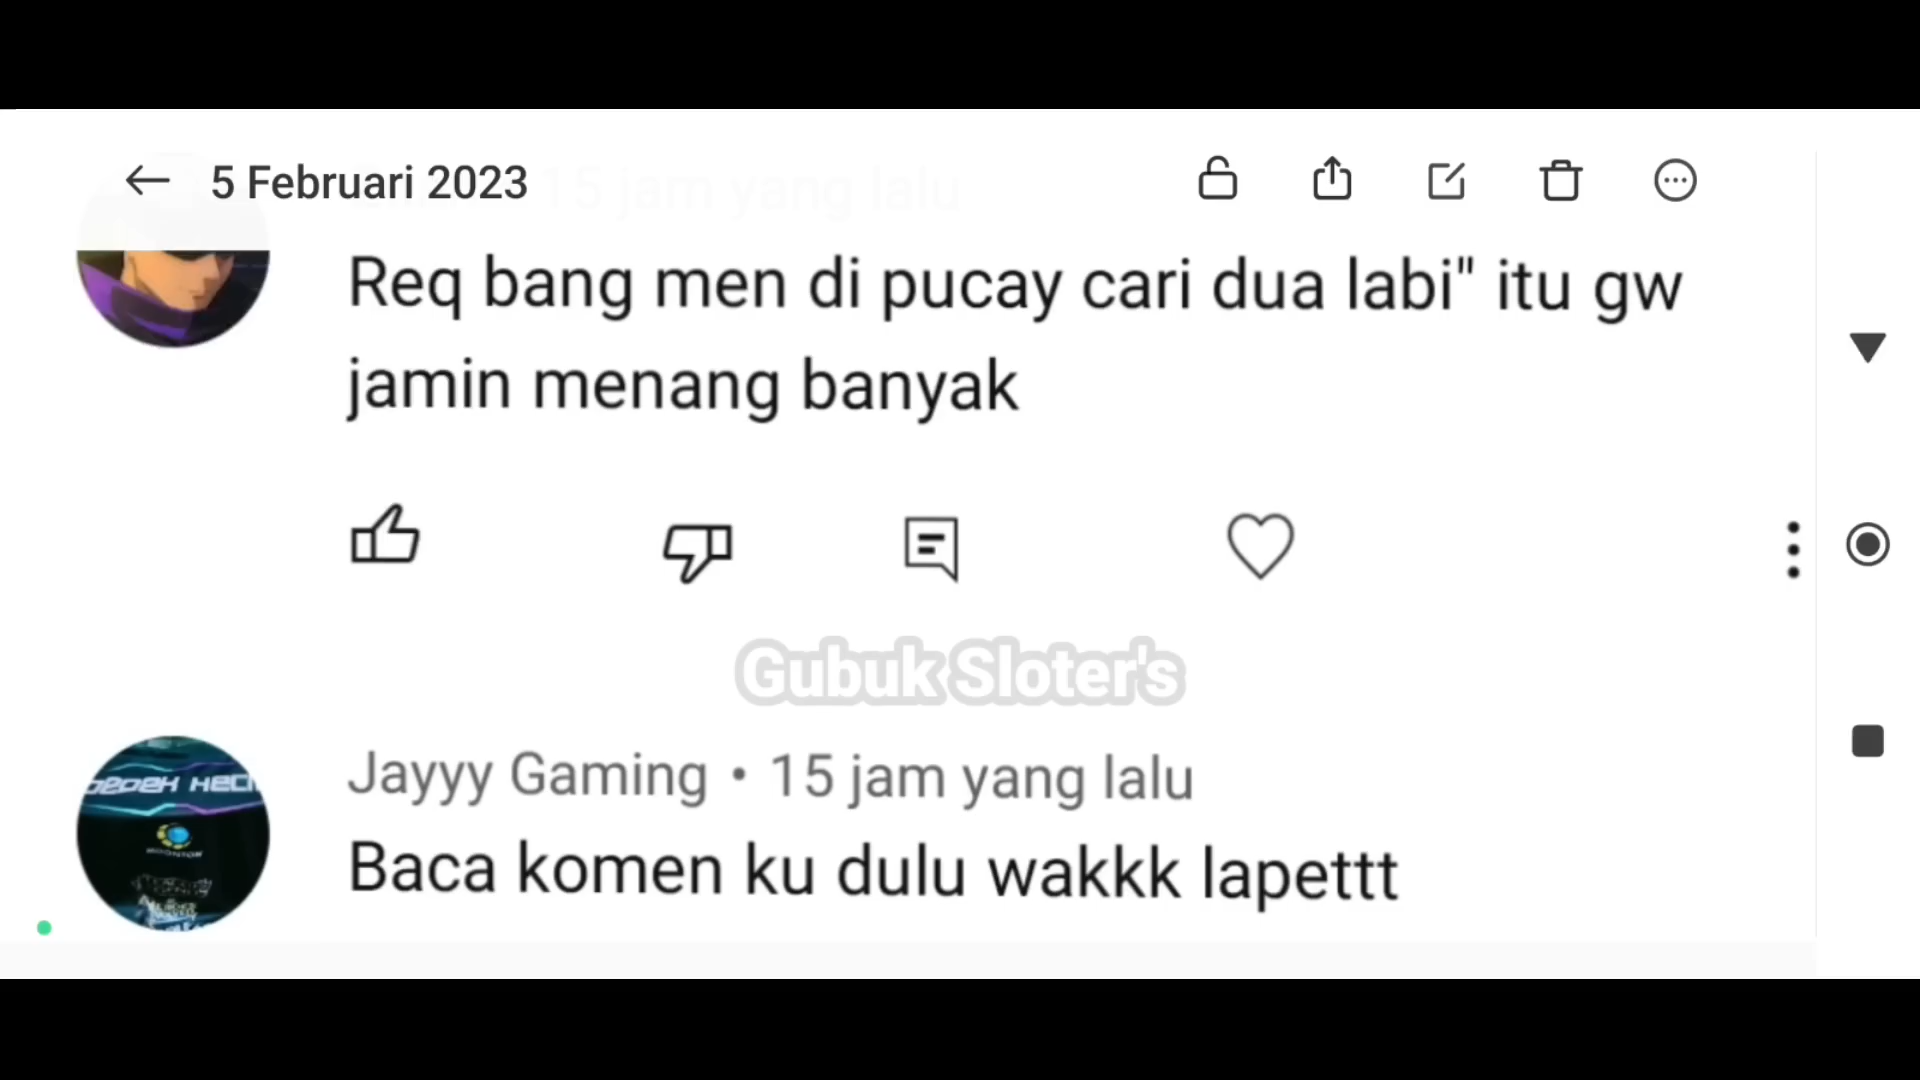 5 Februari 2023
15 jam yang lalu
Req bang men di pucay cari dua labi" itu gw
jamin menang banyak
Gubuk Sloter's
Jayyy Gaming • 15 jam yang lalu
Baca komen ku dulu wakkk lapettt